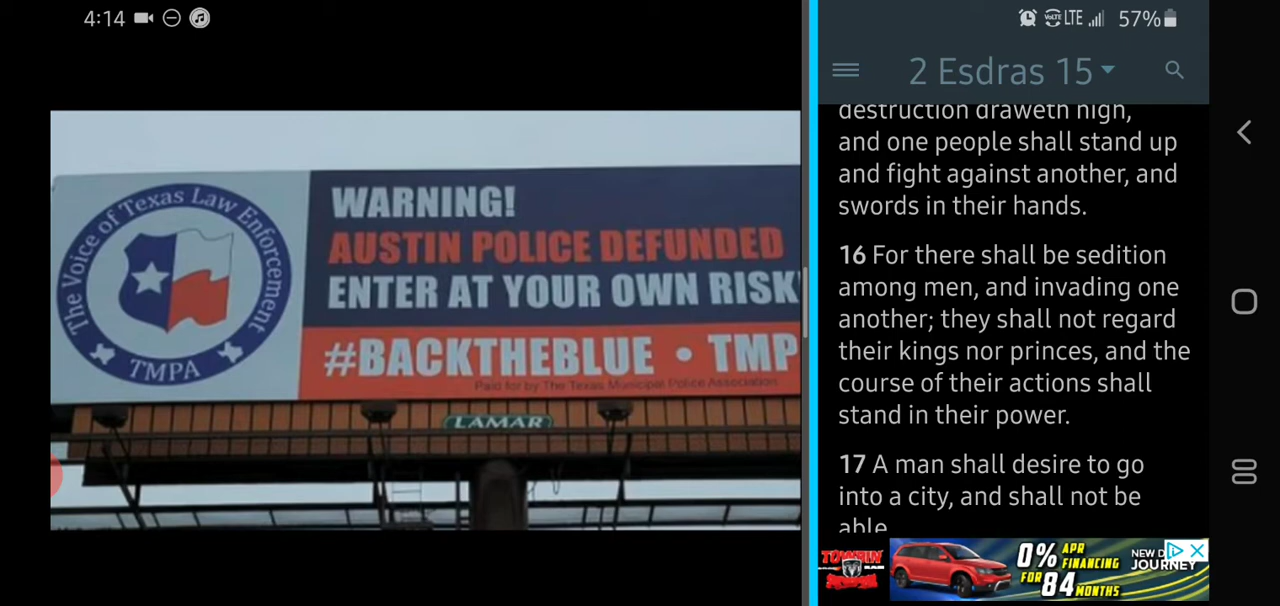 4:14
VoLTE LTE 57%
The Voice of Texas Law Enforcement
TMPA
WARNING!
AUSTIN POLICE DEFUNDED
ENTER AT YOUR OWN RISK
#BACKTHEBLUE • TMP
Paid for by The Texas Municipal Police Association
LAMAR
2 Esdras 15
destruction draweth nigh,
and one people shall stand up
and fight against another, and
swords in their hands.
16 For there shall be sedition
among men, and invading one
another; they shall not regard
their kings nor princes, and the
course of their actions shall
stand in their power.
17 A man shall desire to go
into a city, and shall not be
able
0% APR
FINANCING
FOR 84 MONTHS
NEW D
JOURNEY